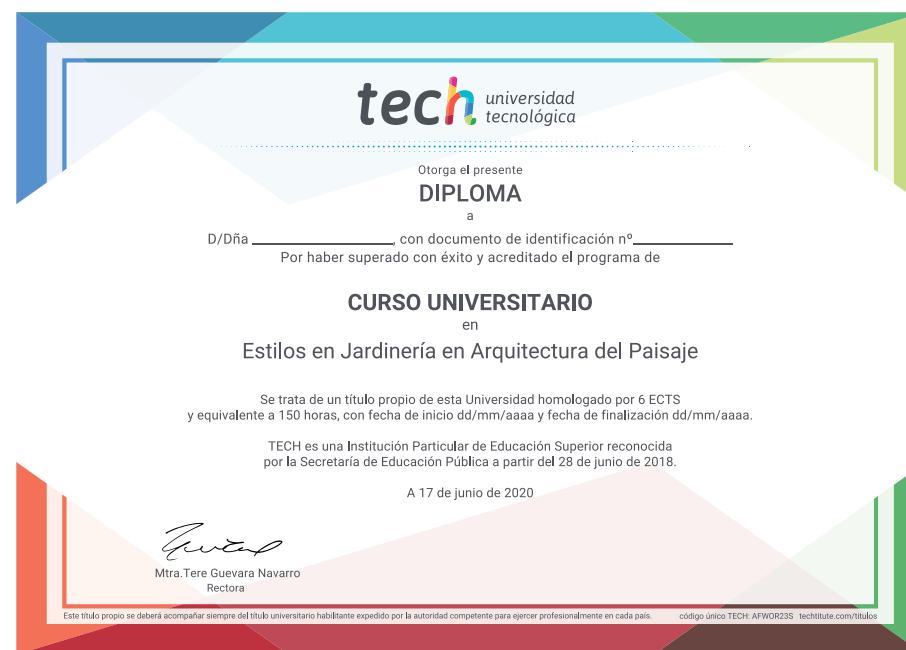 tech universidad
tecnológica
Otorga el presente
DIPLOMA
a
D/Dña ____________, con documento de identificación nº____________
Por haber superado con éxito y acreditado el programa de
CURSO UNIVERSITARIO
en
Estilos en Jardinería en Arquitectura del Paisaje
Se trata de un título propio de esta Universidad homologado por 6 ECTS
y equivalente a 150 horas, con fecha de inicio dd/mm/aaaa y fecha de finalización dd/mm/aaaa.
TECH es una Institución Particular de Educación Superior reconocida
por la Secretaría de Educación Pública a partir del 28 de junio de 2018.
A 17 de junio de 2020
Mtra.Tere Guevara Navarro
Rectora
Este título propio se deberá acompañar siempre del título universitario habilitante expedido por la autoridad competente para ejercer profesionalmente en cada país. código único TECH: AFWOR23S techtitute.com/titulos